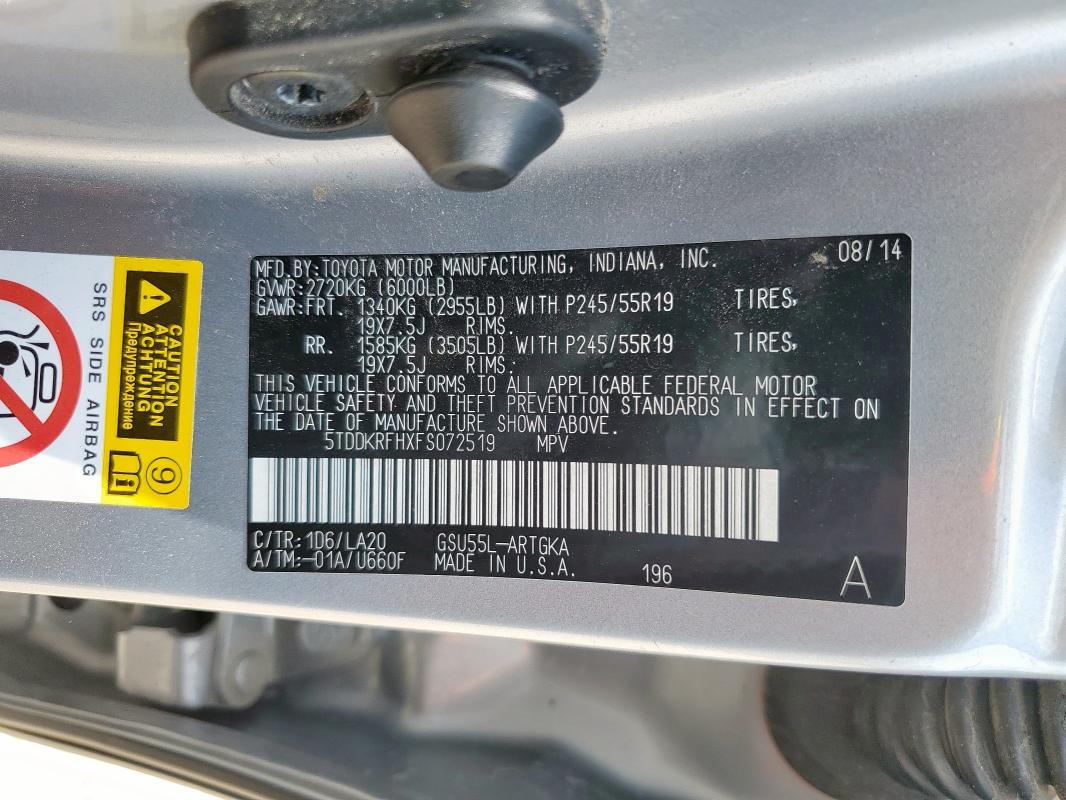 MFD.BY:TOYOTA MOTOR MANUFACTURING, INDIANA, INC. 08/14
GVWR:2720KG (6000LB)
GAWR:FRT. 1340KG (2955LB) WITH P245/55R19 TIRES,
19X7.5J RIMS.
RR. 1585KG (3505LB) WITH P245/55R19 TIRES,
19X7.5J RIMS.
THIS VEHICLE CONFORMS TO ALL APPLICABLE FEDERAL MOTOR
VEHICLE SAFETY AND THEFT PREVENTION STANDARDS IN EFFECT ON
THE DATE OF MANUFACTURE SHOWN ABOVE.
5TDDKRFHXFS072519 MPV
C/TR:1D6/LA20 GSU55L-ARTGKA
A/TM:-01A/U660F MADE IN U.S.A. 196 A
CAUTION
ATTENTION
ACHTUNG
Предупреждение
SRS SIDE AIRBAG
9